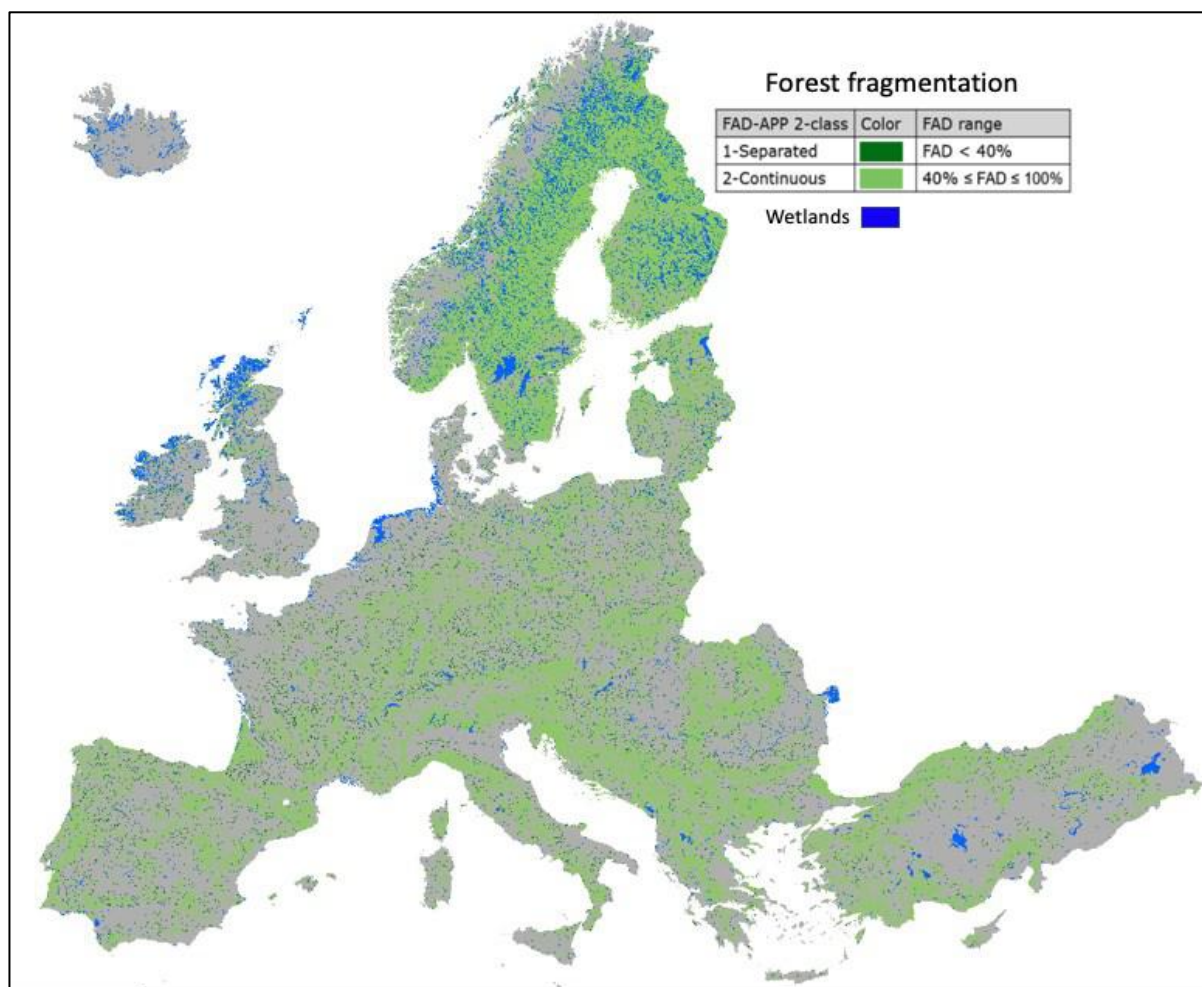 Forest fragmentation
FAD-APP 2-class Color FAD range
1-Separated FAD < 40%
2-Continuous 40% ≤ FAD ≤ 100%
Wetlands